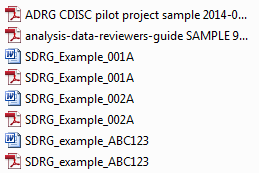 ADRG CDISC pilot project sample 2014-0...
analysis-data-reviewers-guide SAMPLE 9...
SDRG_Example_001A
SDRG_Example_001A
SDRG_Example_002A
SDRG_Example_002A
SDRG_example_ABC123
SDRG_example_ABC123